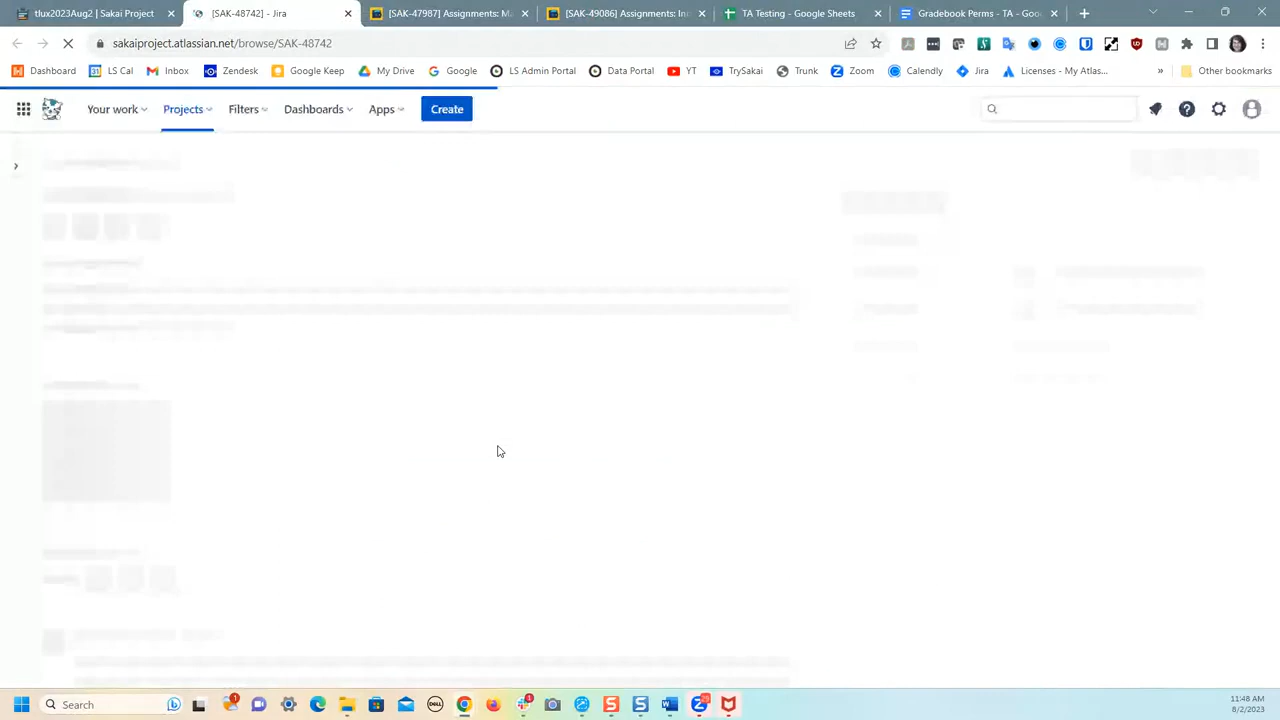 tlux2023Aug2 | Sakai Project
[SAK-48742] - Jira
[SAK-47987] Assignments: M
[SAK-49086] Assignments: In
TA Testing - Google Sheets
Gradebook Perms - TA - Goo
sakaiproject.atlassian.net/browse/SAK-48742
Dashboard
LS Cal
Inbox
Zendesk
Google Keep
My Drive
Google
LS Admin Portal
Data Portal
YT
TrySakai
Trunk
Zoom
Calendly
Jira
Licenses - My Atlas...
»
Other bookmarks
Your work
Projects
Filters
Dashboards
Apps
Create
Search
11:48 AM
8/2/2023